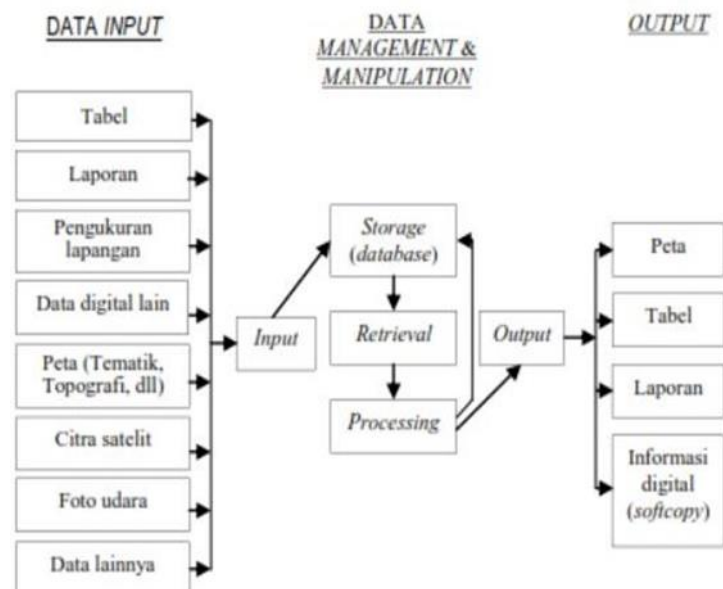 DATA INPUT
Tabel
Laporan
Pengukuran
lapangan
Data digital lain
Peta (Tematik,
Topografi, dll)
Citra satelit
Foto udara
Data lainnya
Input
DATA
MANAGEMENT &
MANIPULATION
Storage
(database)
Retrieval
Processing
OUTPUT
Output
Peta
Tabel
Laporan
Informasi
digital
(softcopy)